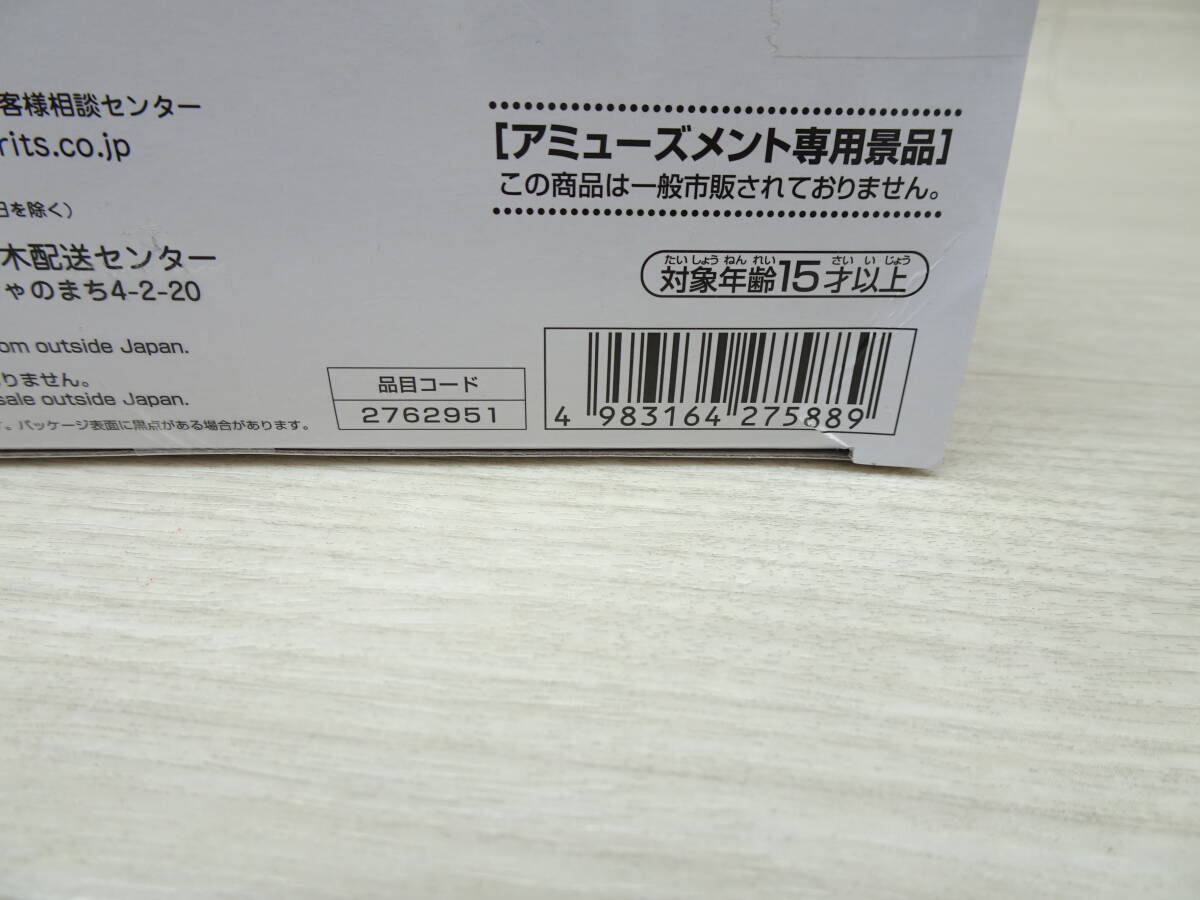 客様相談センター
rits.co.jp
日を除く)
木配送センター
ゃのまち4-2-20
om outside Japan.
りません。
sale outside Japan.
す。パッケージ表面に黒点がある場合があります。
[アミューズメント専用景品]
この商品は一般市販されておりません。
たいしょうねんれい さいいじょう
対象年齢15才以上
品目コード
2762951
4 983164 275889